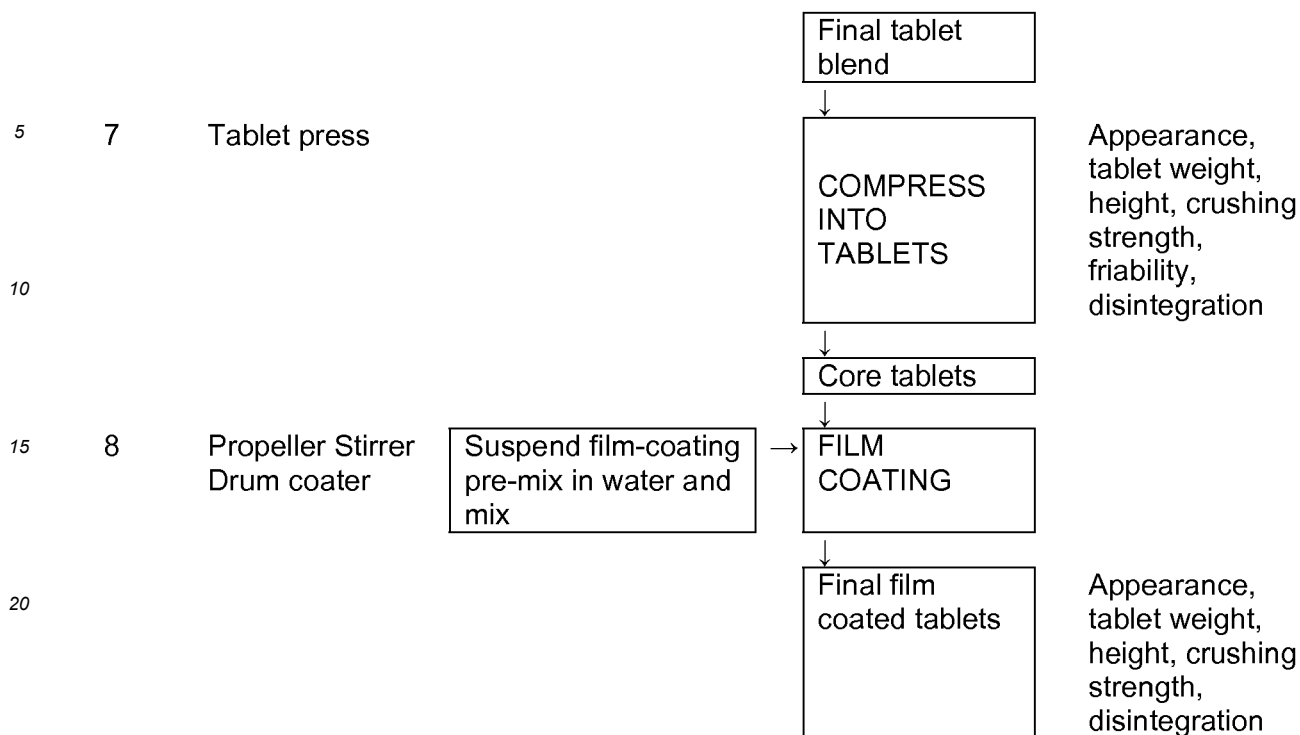 Final tablet
blend
↓
5 7 Tablet press
COMPRESS
INTO
TABLETS
Appearance,
tablet weight,
height, crushing
strength,
friability,
disintegration
10
↓
Core tablets
↓
15 8 Propeller Stirrer
Drum coater
Suspend film-coating
pre-mix in water and
mix
→
FILM
COATING
↓
20
Final film
coated tablets
Appearance,
tablet weight,
height, crushing
strength,
disintegration